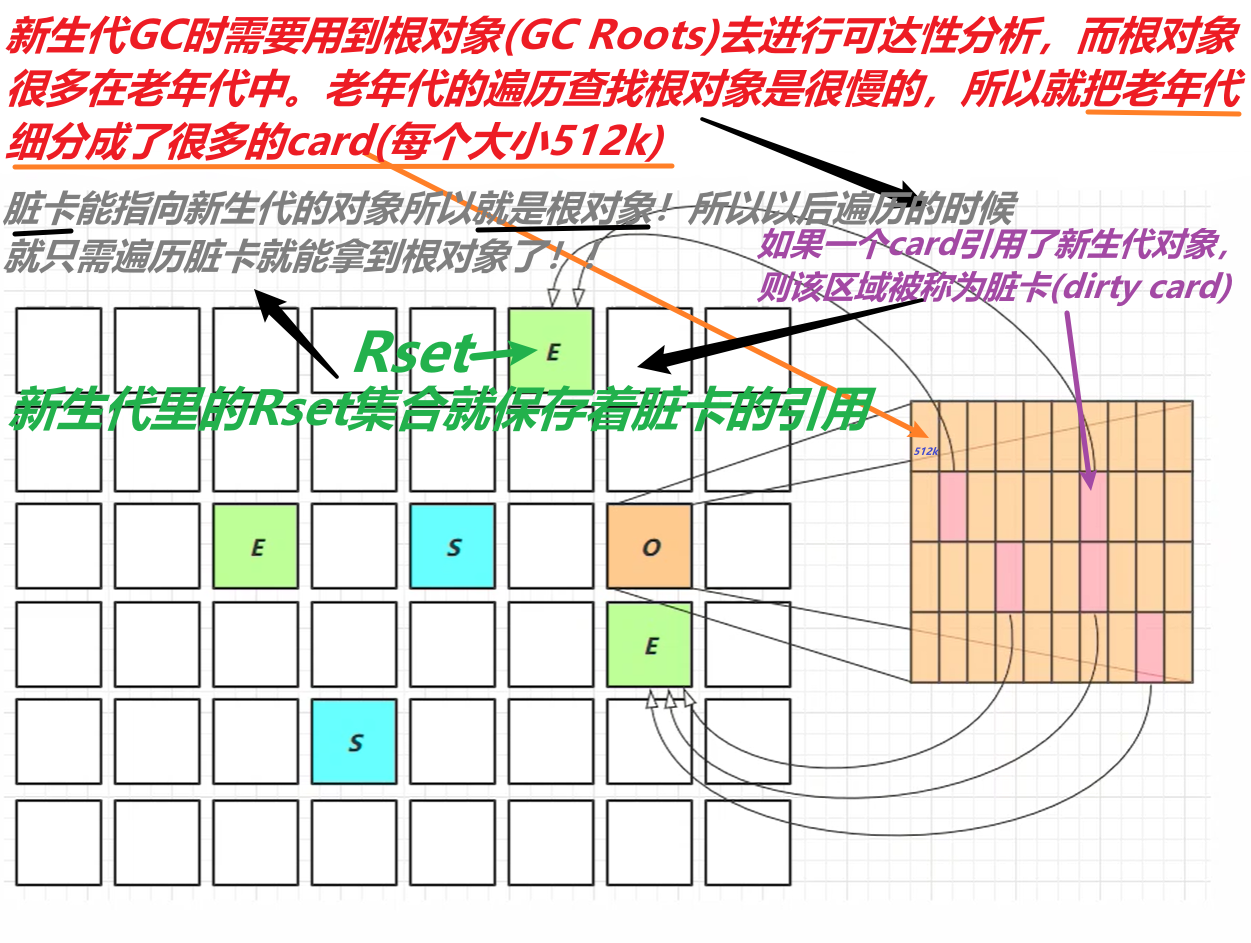 新生代GC时需要用到根对象(GC Roots)去进行可达性分析，而根对象
很多在老年代中。老年代的遍历查找根对象是很慢的，所以就把老年代
细分成了很多的card(每个大小512k)
脏卡能指向新生代的对象所以就是根对象！所以以后遍历的时候
就只需遍历脏卡就能拿到根对象了！！
如果一个card引用了新生代对象，
则该区域被称为脏卡(dirty card)
Rset
E
新生代里的Rset集合就保存着脏卡的引用
512k
E
S
O
E
S